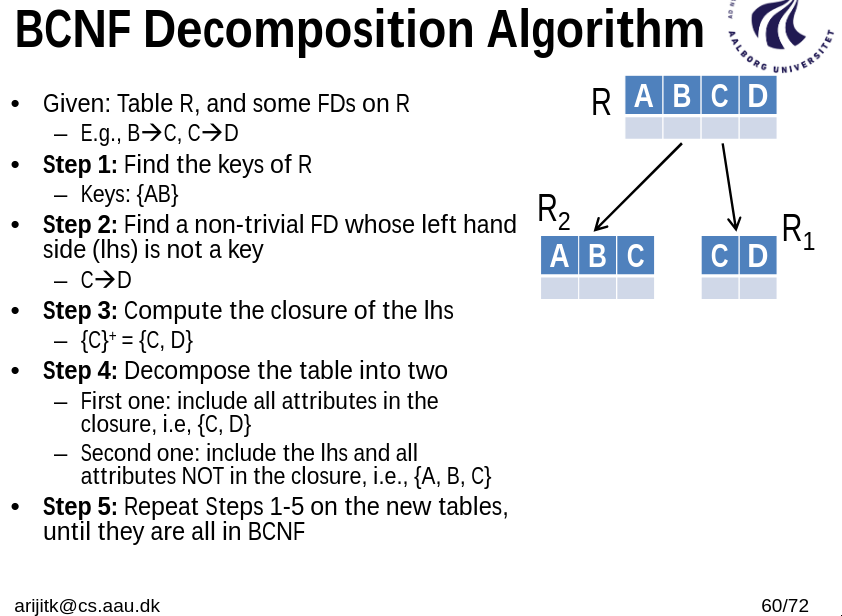 BCNF Decomposition Algorithm
AALBORG UNIVERSITET
• Given: Table R, and some FDs on R
– E.g., B→C, C→D
• Step 1: Find the keys of R
– Keys: {AB}
• Step 2: Find a non-trivial FD whose left hand
side (lhs) is not a key
– C→D
• Step 3: Compute the closure of the lhs
– {C}⁺ = {C, D}
• Step 4: Decompose the table into two
– First one: include all attributes in the
closure, i.e, {C, D}
– Second one: include the lhs and all
attributes NOT in the closure, i.e., {A, B, C}
• Step 5: Repeat Steps 1-5 on the new tables,
until they are all in BCNF
R
A B C D
R₂
A B C
R₁
C D
arijitk@cs.aau.dk
60/72